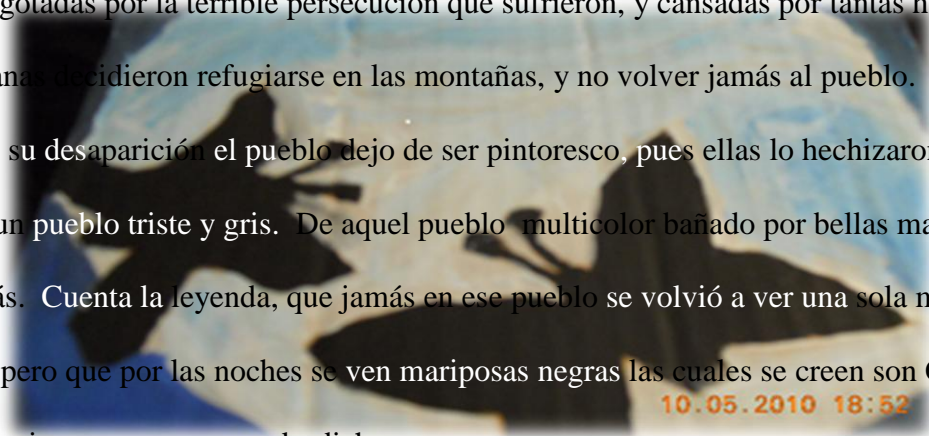 gotadas por la terrible persecución que sufrieron, y cansadas por tantas
decidieron refugiarse en las montañas, y no volver jamás al pueblo.
su desaparición el pueblo dejo de ser pintoresco, pues ellas lo hechizaron
un pueblo triste y gris. De aquel pueblo multicolor bañado por bellas
Cuenta la leyenda, que jamás en ese pueblo se volvió a ver una sola
pero que por las noches se ven mariposas negras las cuales se creen son
10.05.2010 18:52